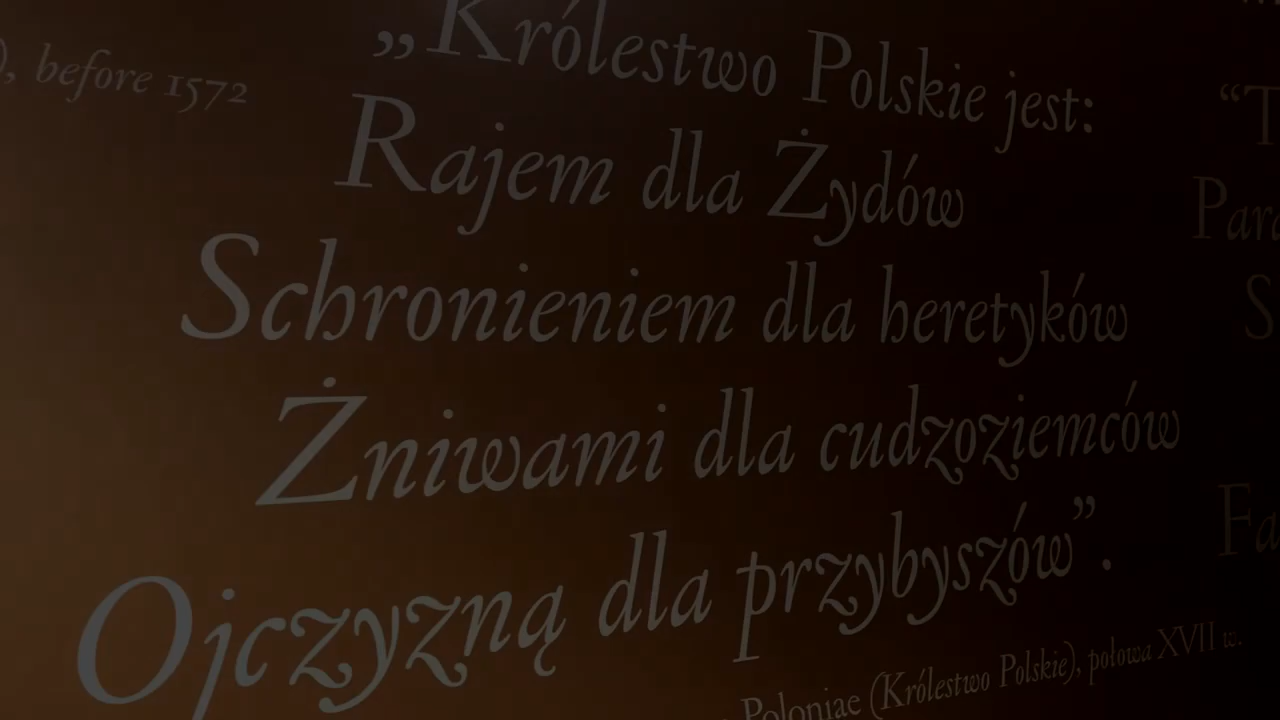 ), before 1572
„Królestwo Polskie jest:
Rajem dla Żydów
Schronieniem dla heretyków
Żniwami dla cudzoziemców
Ojczyzną dla przybyszów”.
Poloniae (Królestwo Polskie), połowa XVII w.